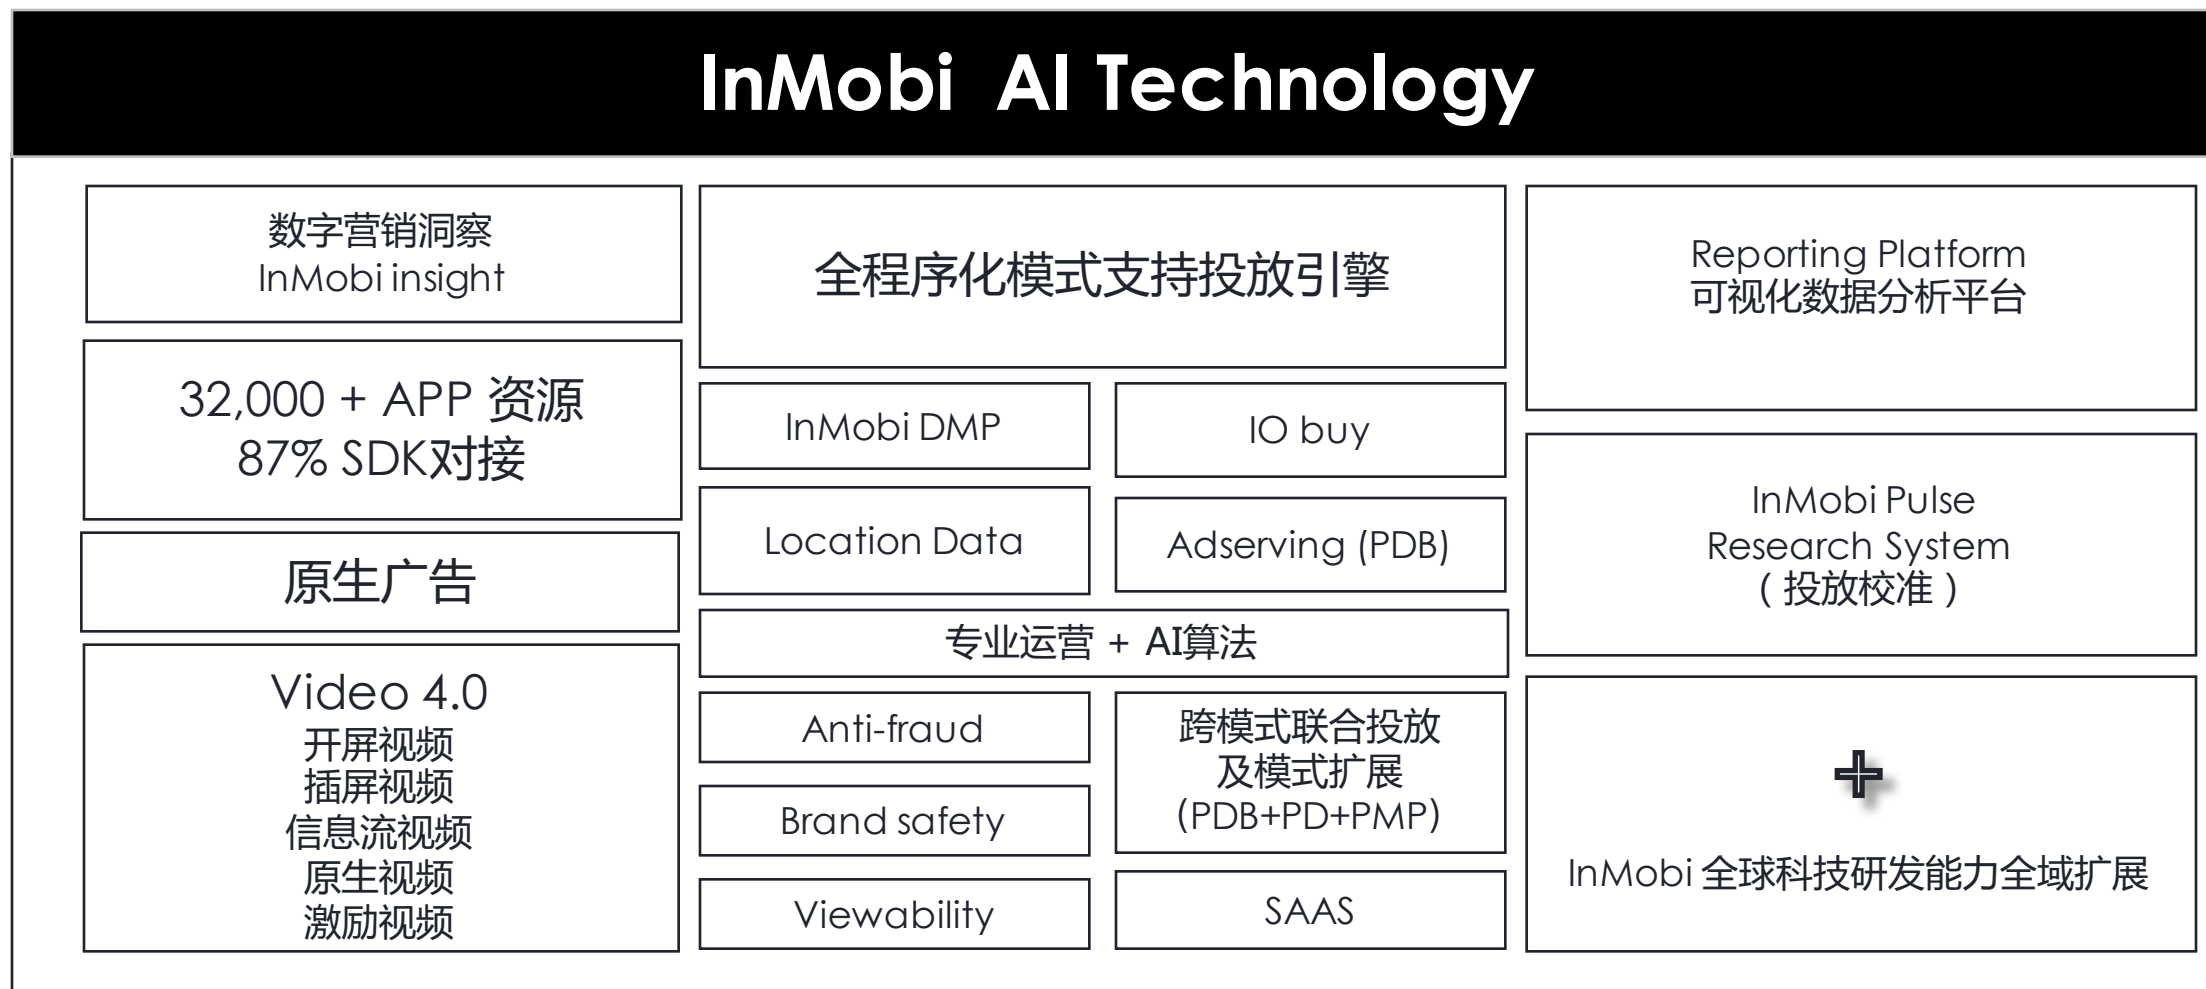 InMobi AI Technology
数字营销洞察
InMobi insight
32,000 + APP 资源
87% SDK对接
原生广告
Video 4.0
开屏视频
插屏视频
信息流视频
原生视频
激励视频
全程序化模式支持投放引擎
InMobi DMP
IO buy
Location Data
Adserving (PDB)
专业运营 + AI算法
Anti-fraud
Brand safety
Viewability
跨模式联合投放
及模式扩展
(PDB+PD+PMP)
SAAS
Reporting Platform
可视化数据分析平台
InMobi Pulse
Research System
（投放校准）
+
InMobi 全球科技研发能力全域扩展